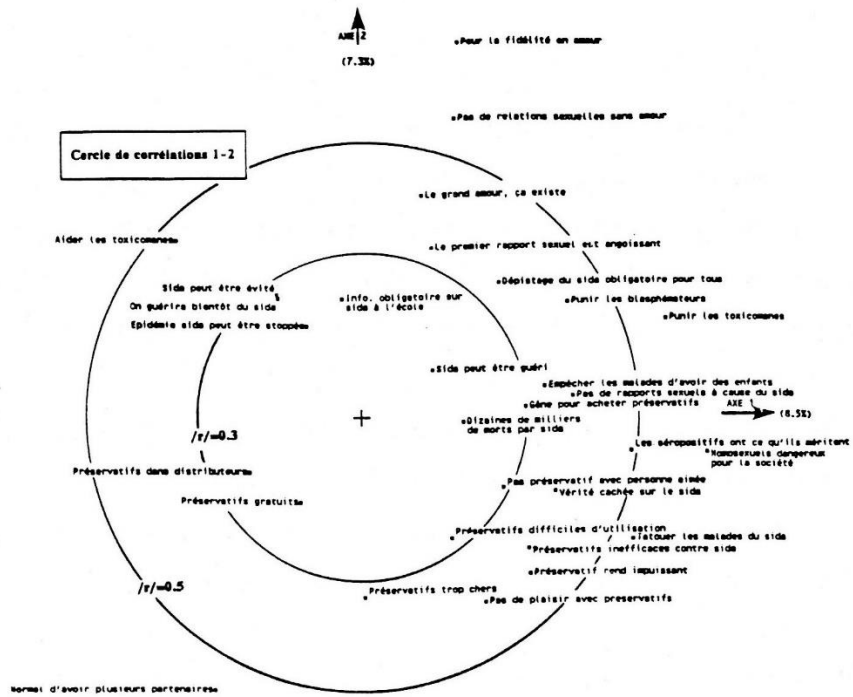 AXE 2
(7.3%)
Pour la fidélité en amour
Pas de relations sexuelles sans amour
Cercle de corrélations 1-2
Le grand amour, ca existe
Aider les toxicomanes
Le premier rapport sexuel est angoissant
Sida peut être évité
Dépistage du sida obligatoire pour tous
On guérira bientôt du sida
Info. obligatoire sur
sida à l'école
Punir les blasphémateurs
Epidémie sida peut être stoppée
Punir les toxicomanes
Sida peut être guéri
Empêcher les malades d'avoir des enfants
Pas de rapports sexuels à cause du sida
Gêne pour acheter préservatifs
AXE 1
(8.5%)
Dizaines de milliers
de morts par sida
/r/=0.3
Les séropositifs ont ce qu'ils méritent
Homosexuels dangereux
pour la société
Préservatifs dans distributeurs
Pas préservatif avec personne aimée
Vérité cachée sur le sida
Préservatifs gratuits
Préservatifs difficiles d'utilisation
Tatouer les malades du sida
Préservatifs inefficaces contre sida
Préservatif rend impuissant
/r/=0.5
Préservatifs trop chers
Pas de plaisir avec preservatifs
Normal d'avoir plusieurs partenaires